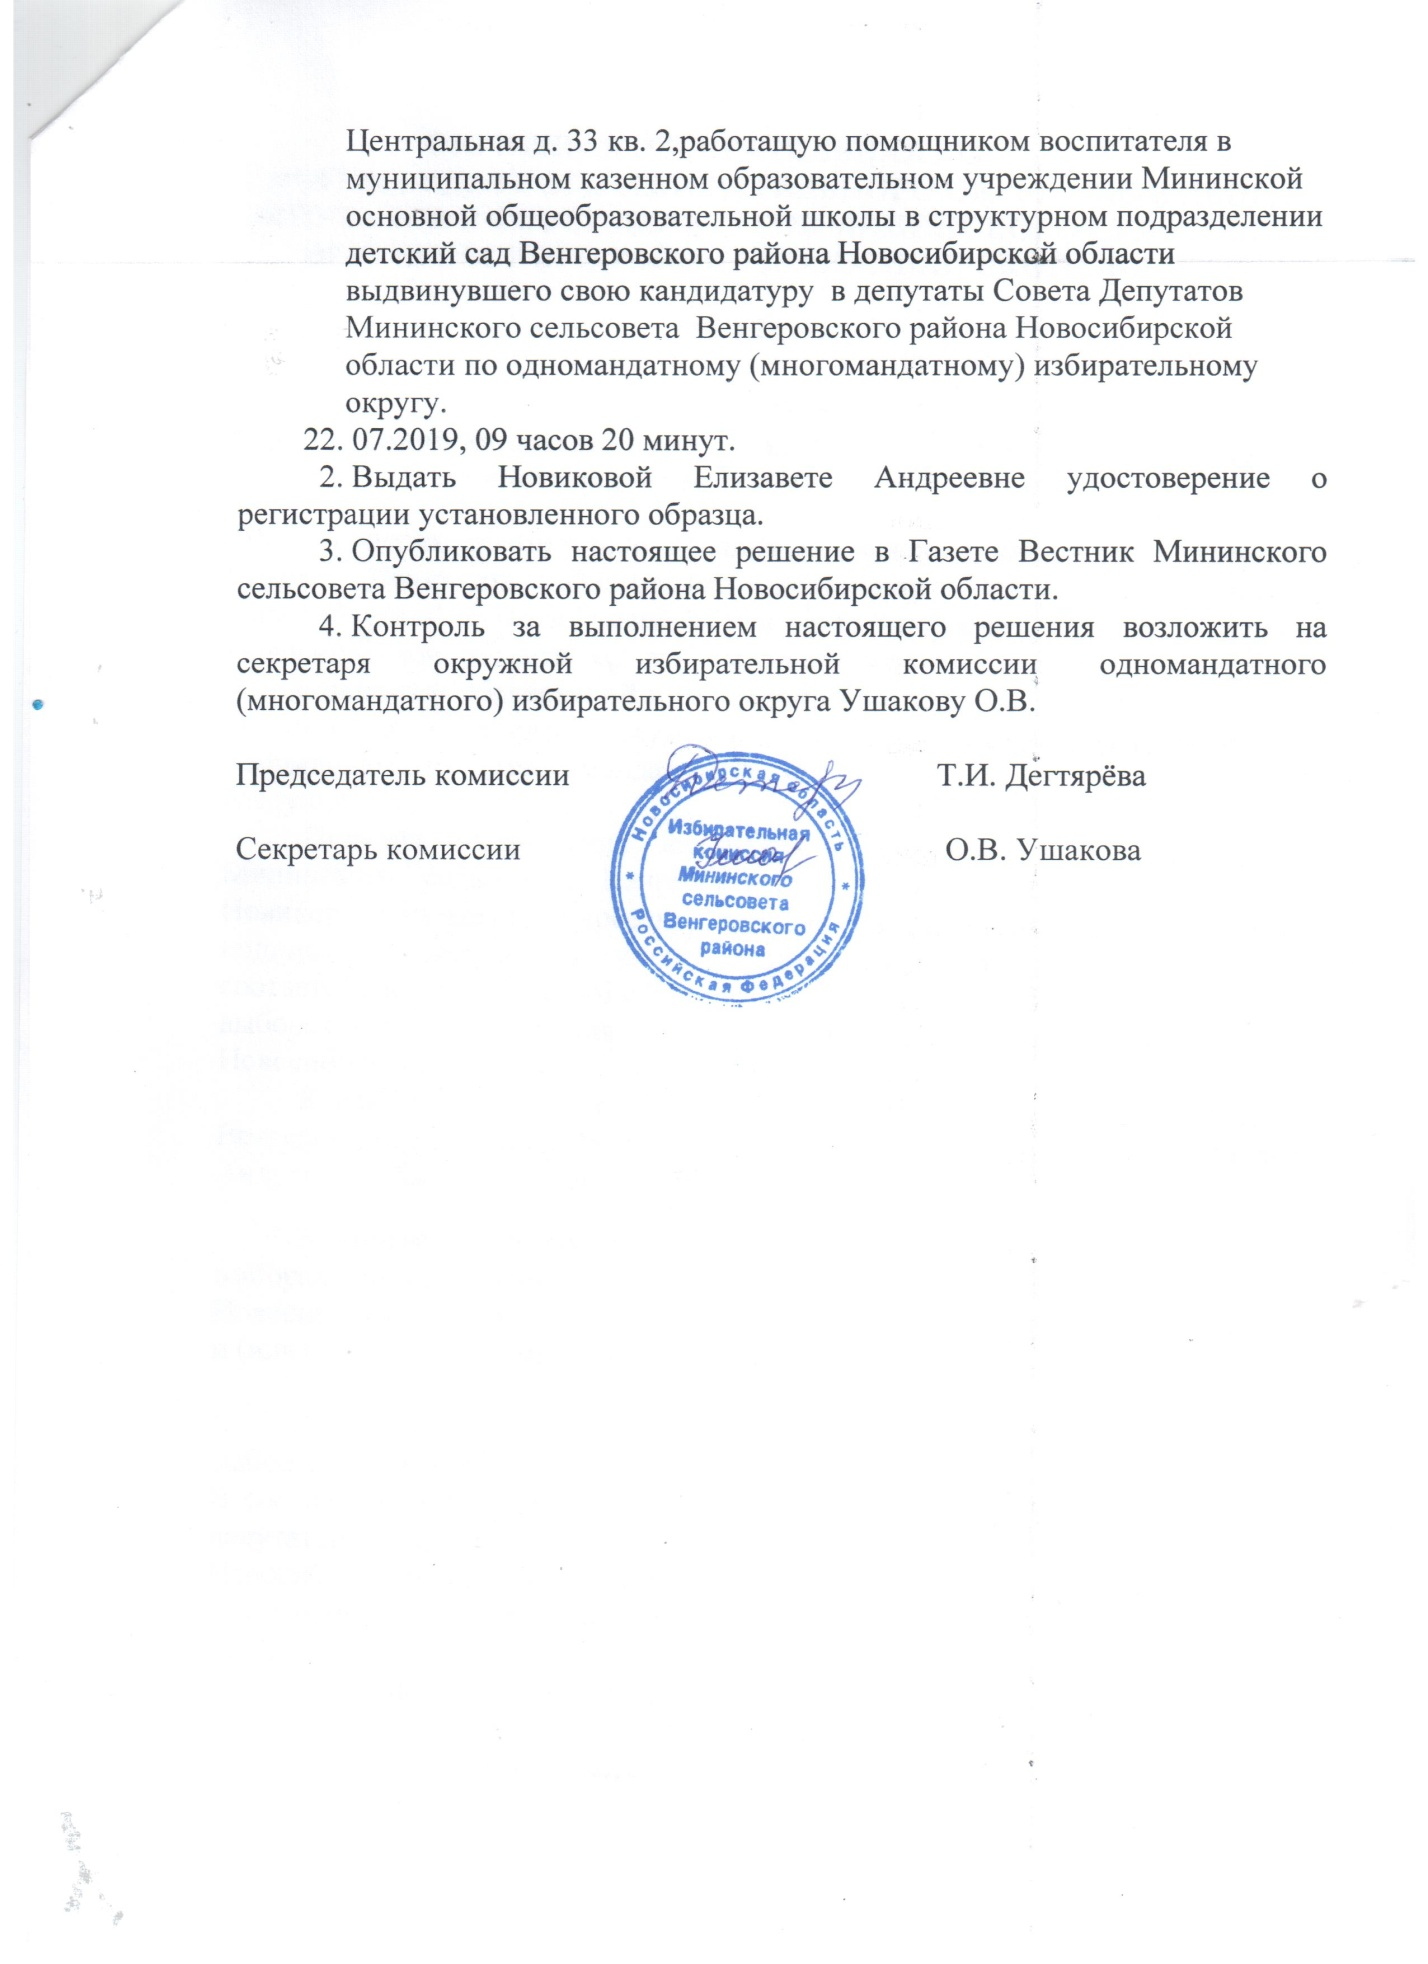 Центральная д. 33 кв. 2,работащую помощником воспитателя в
муниципальном казенном образовательном учреждении Мининской
основной общеобразовательной школы в структурном подразделении
детский сад Венгеровского района Новосибирской области
выдвинувшего свою кандидатуру  в депутаты Совета Депутатов
Мининского сельсовета  Венгеровского района Новосибирской
области по одномандатному (многомандатному) избирательному
округу.
22. 07.2019, 09 часов 20 минут.
2. Выдать Новиковой Елизавете Андреевне удостоверение о
регистрации установленного образца.
3. Опубликовать настоящее решение в Газете Вестник Мининского
сельсовета Венгеровского района Новосибирской области.
4. Контроль за выполнением настоящего решения возложить на
секретаря окружной избирательной комиссии одномандатного
(многомандатного) избирательного округа Ушакову О.В.
Председатель комиссии Т.И. Дегтярёва
Секретарь комиссии О.В. Ушакова
Новосибирская область
Избирательная
комиссия
Мининского
сельсовета
Венгеровского
района
* Российская Федерация *